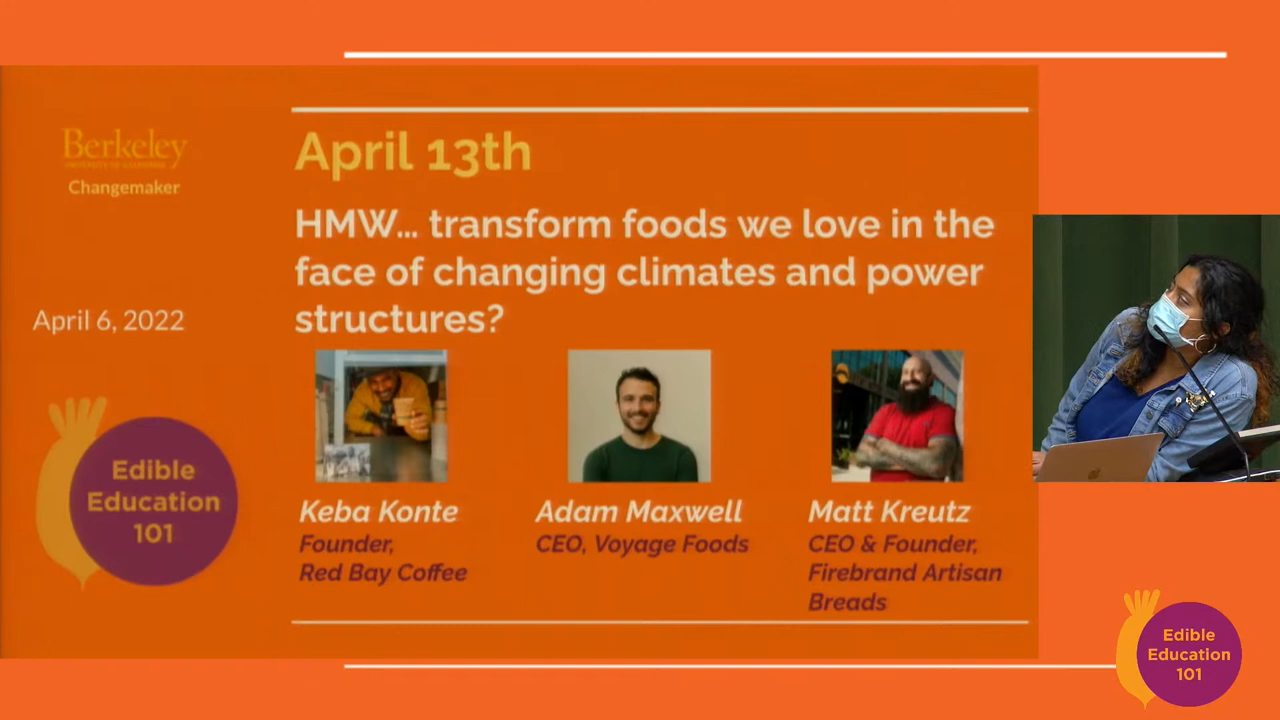 Berkeley
UNIVERSITY OF CALIFORNIA
Changemaker
April 6, 2022
Edible
Education
101
April 13th
HMW... transform foods we love in the
face of changing climates and power
structures?
Keba Konte
Founder,
Red Bay Coffee
Adam Maxwell
CEO, Voyage Foods
Matt Kreutz
CEO & Founder,
Firebrand Artisan
Breads
Edible
Education
101